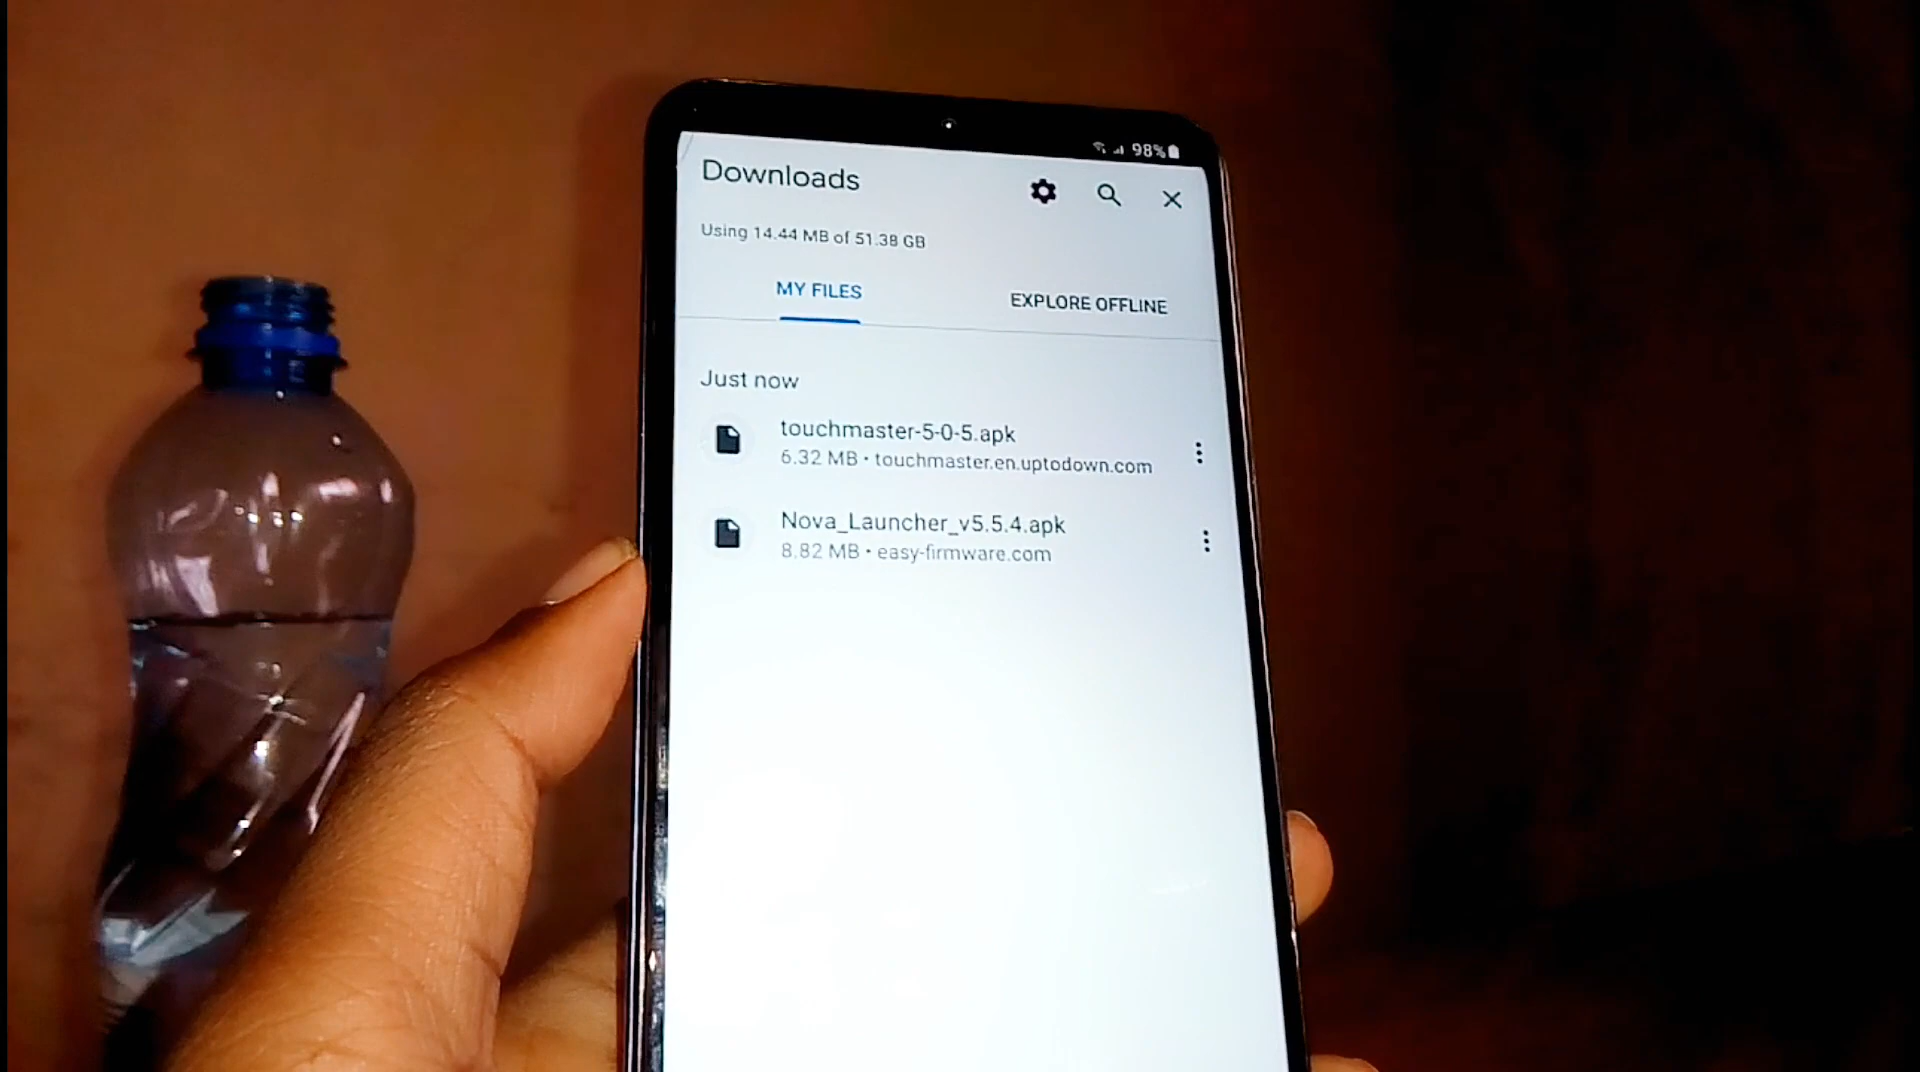 98%
Downloads
Using 14.44 MB of 51.38 GB
MY FILES
EXPLORE OFFLINE
Just now
touchmaster-5-0-5.apk
6.32 MB • touchmaster.en.uptodown.com
Nova_Launcher_v5.5.4.apk
8.82 MB • easy-firmware.com